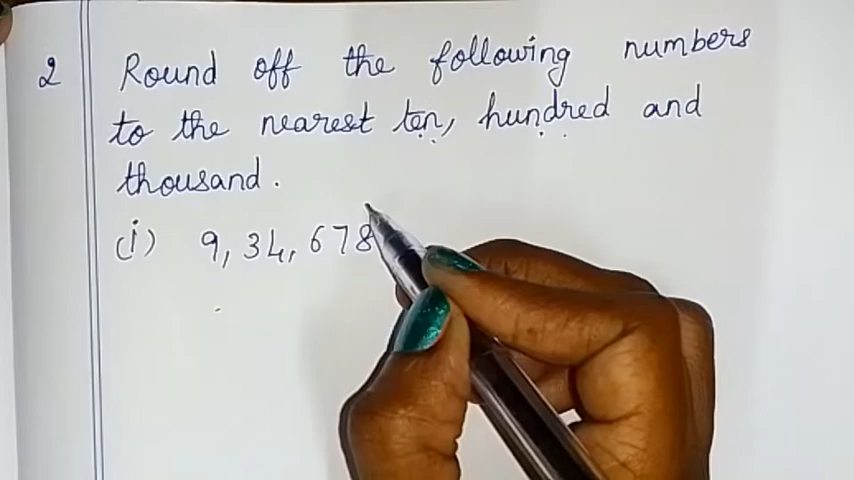 2 Round off the following numbers
to the nearest ten, hundred and
thousand.
(i) 9,34,678